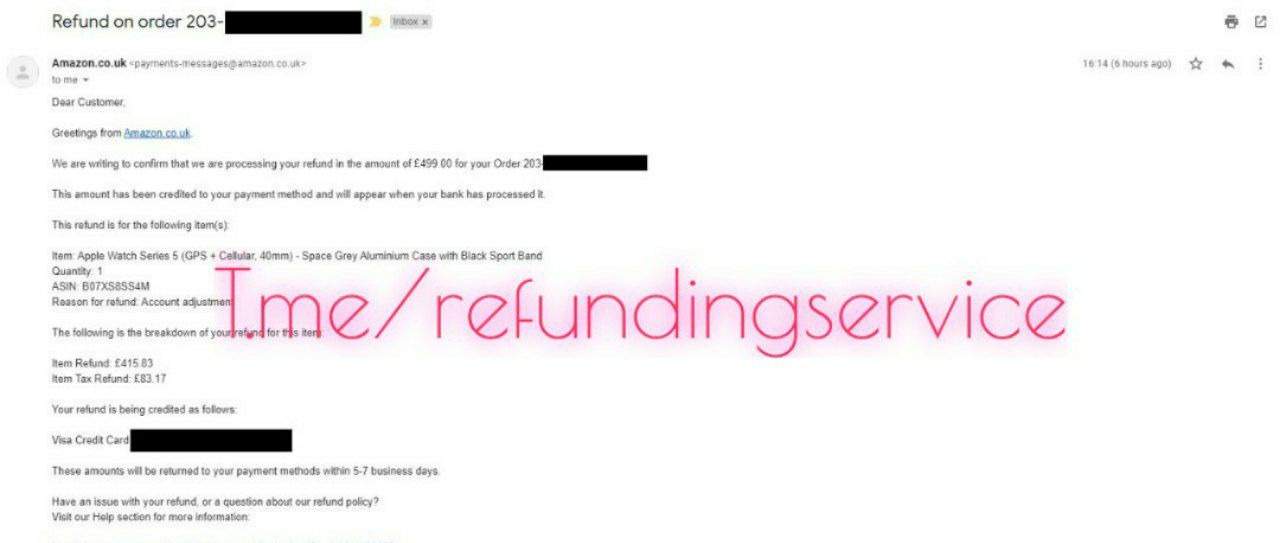 Refund on order 203-
Inbox x
Amazon.co.uk <payments-messages@amazon.co.uk>
16:14 (6 hours ago)
to me
Dear Customer,
Greetings from Amazon.co.uk.
We are writing to confirm that we are processing your refund in the amount of £499.00 for your Order 203-
This amount has been credited to your payment method and will appear when your bank has processed it.
This refund is for the following item(s):
Item: Apple Watch Series 5 (GPS + Cellular, 40mm) - Space Grey Aluminium Case with Black Sport Band
Quantity: 1
ASIN: B07XS8SS4M
Reason for refund: Account adjustment
T.me/refundingservice
The following is the breakdown of your refund for this item:
Item Refund: £415.83
Item Tax Refund: £83.17
Your refund is being credited as follows:
Visa Credit Card
These amounts will be returned to your payment methods within 5-7 business days.
Have an issue with your refund, or a question about our refund policy?
Visit our Help section for more information: